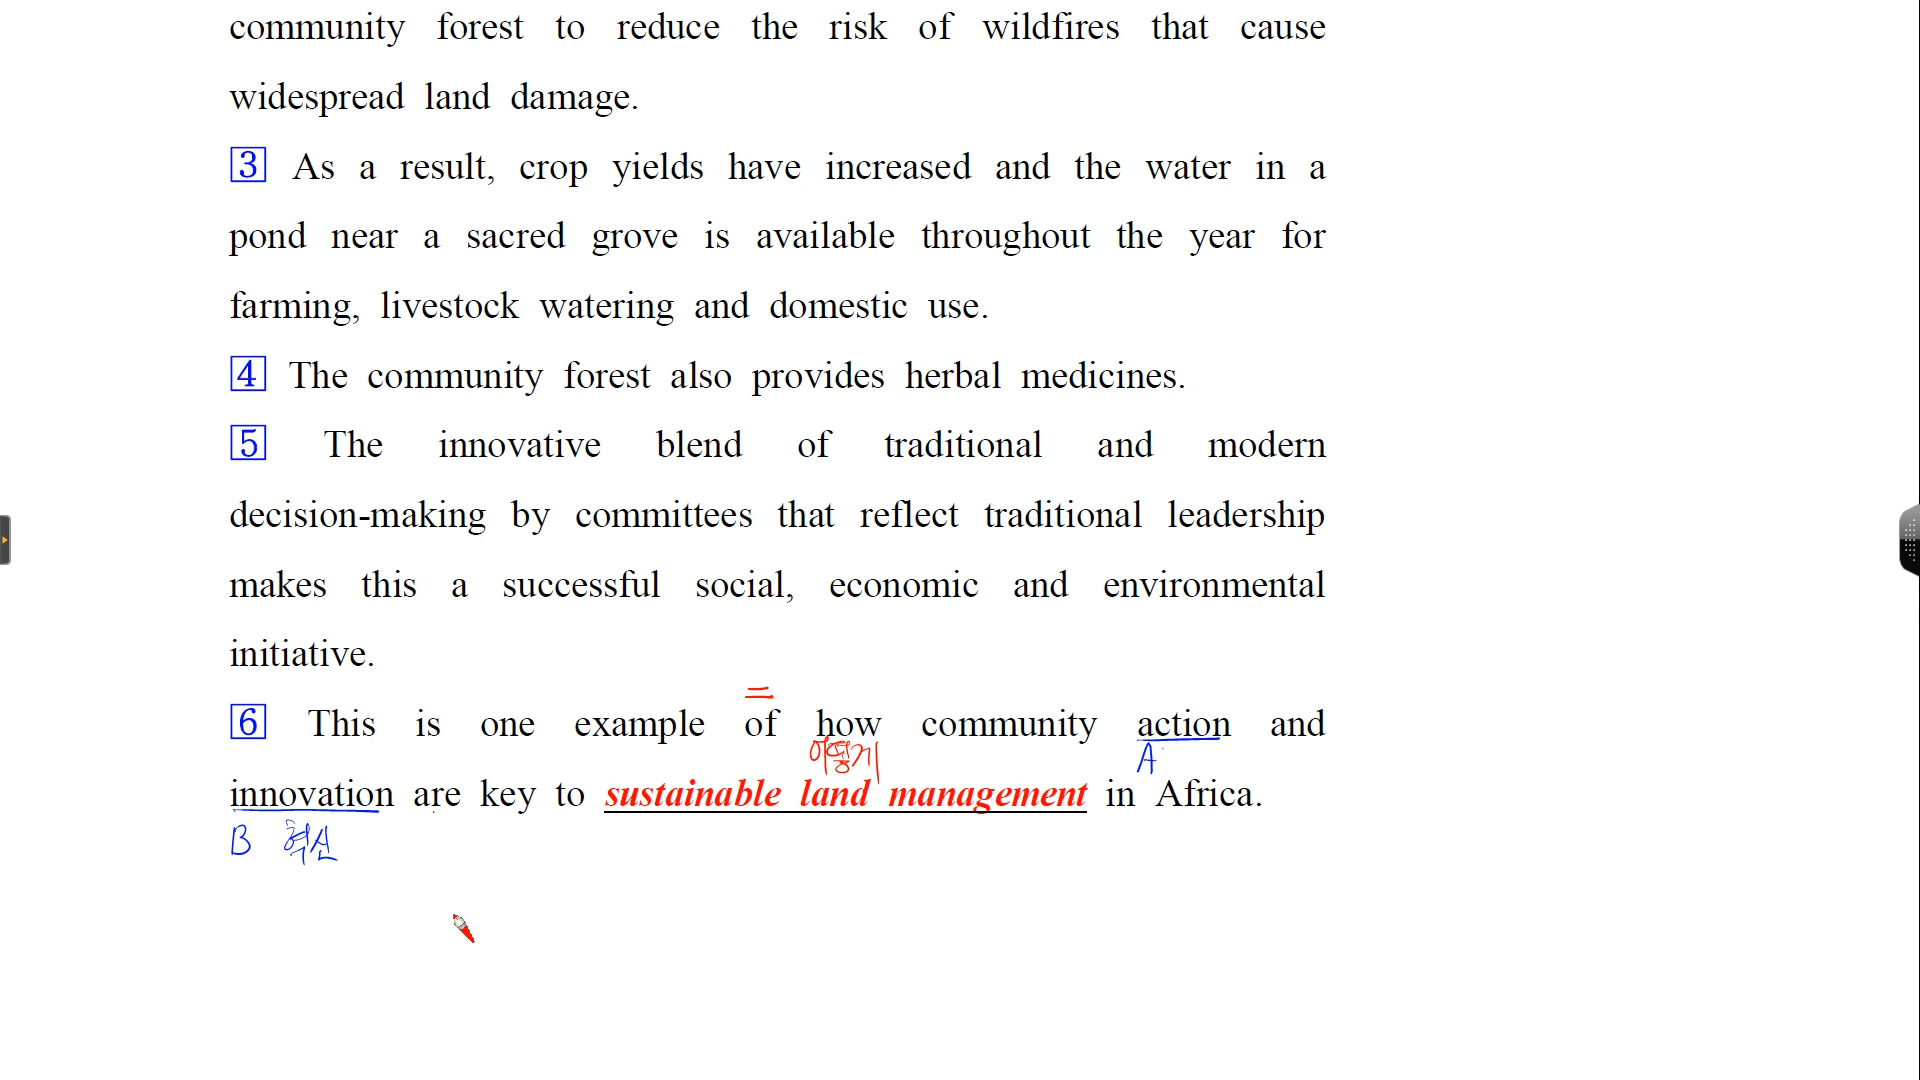 community forest to reduce the risk of wildfires that cause
widespread land damage.
3 As a result, crop yields have increased and the water in a
pond near a sacred grove is available throughout the year for
farming, livestock watering and domestic use.
4 The community forest also provides herbal medicines.
5 The innovative blend of traditional and modern
decision-making by committees that reflect traditional leadership
makes this a successful social, economic and environmental
initiative.
=
6 This is one example of how community action and
어떻게 A
innovation are key to sustainable land management in Africa.
B 혁신